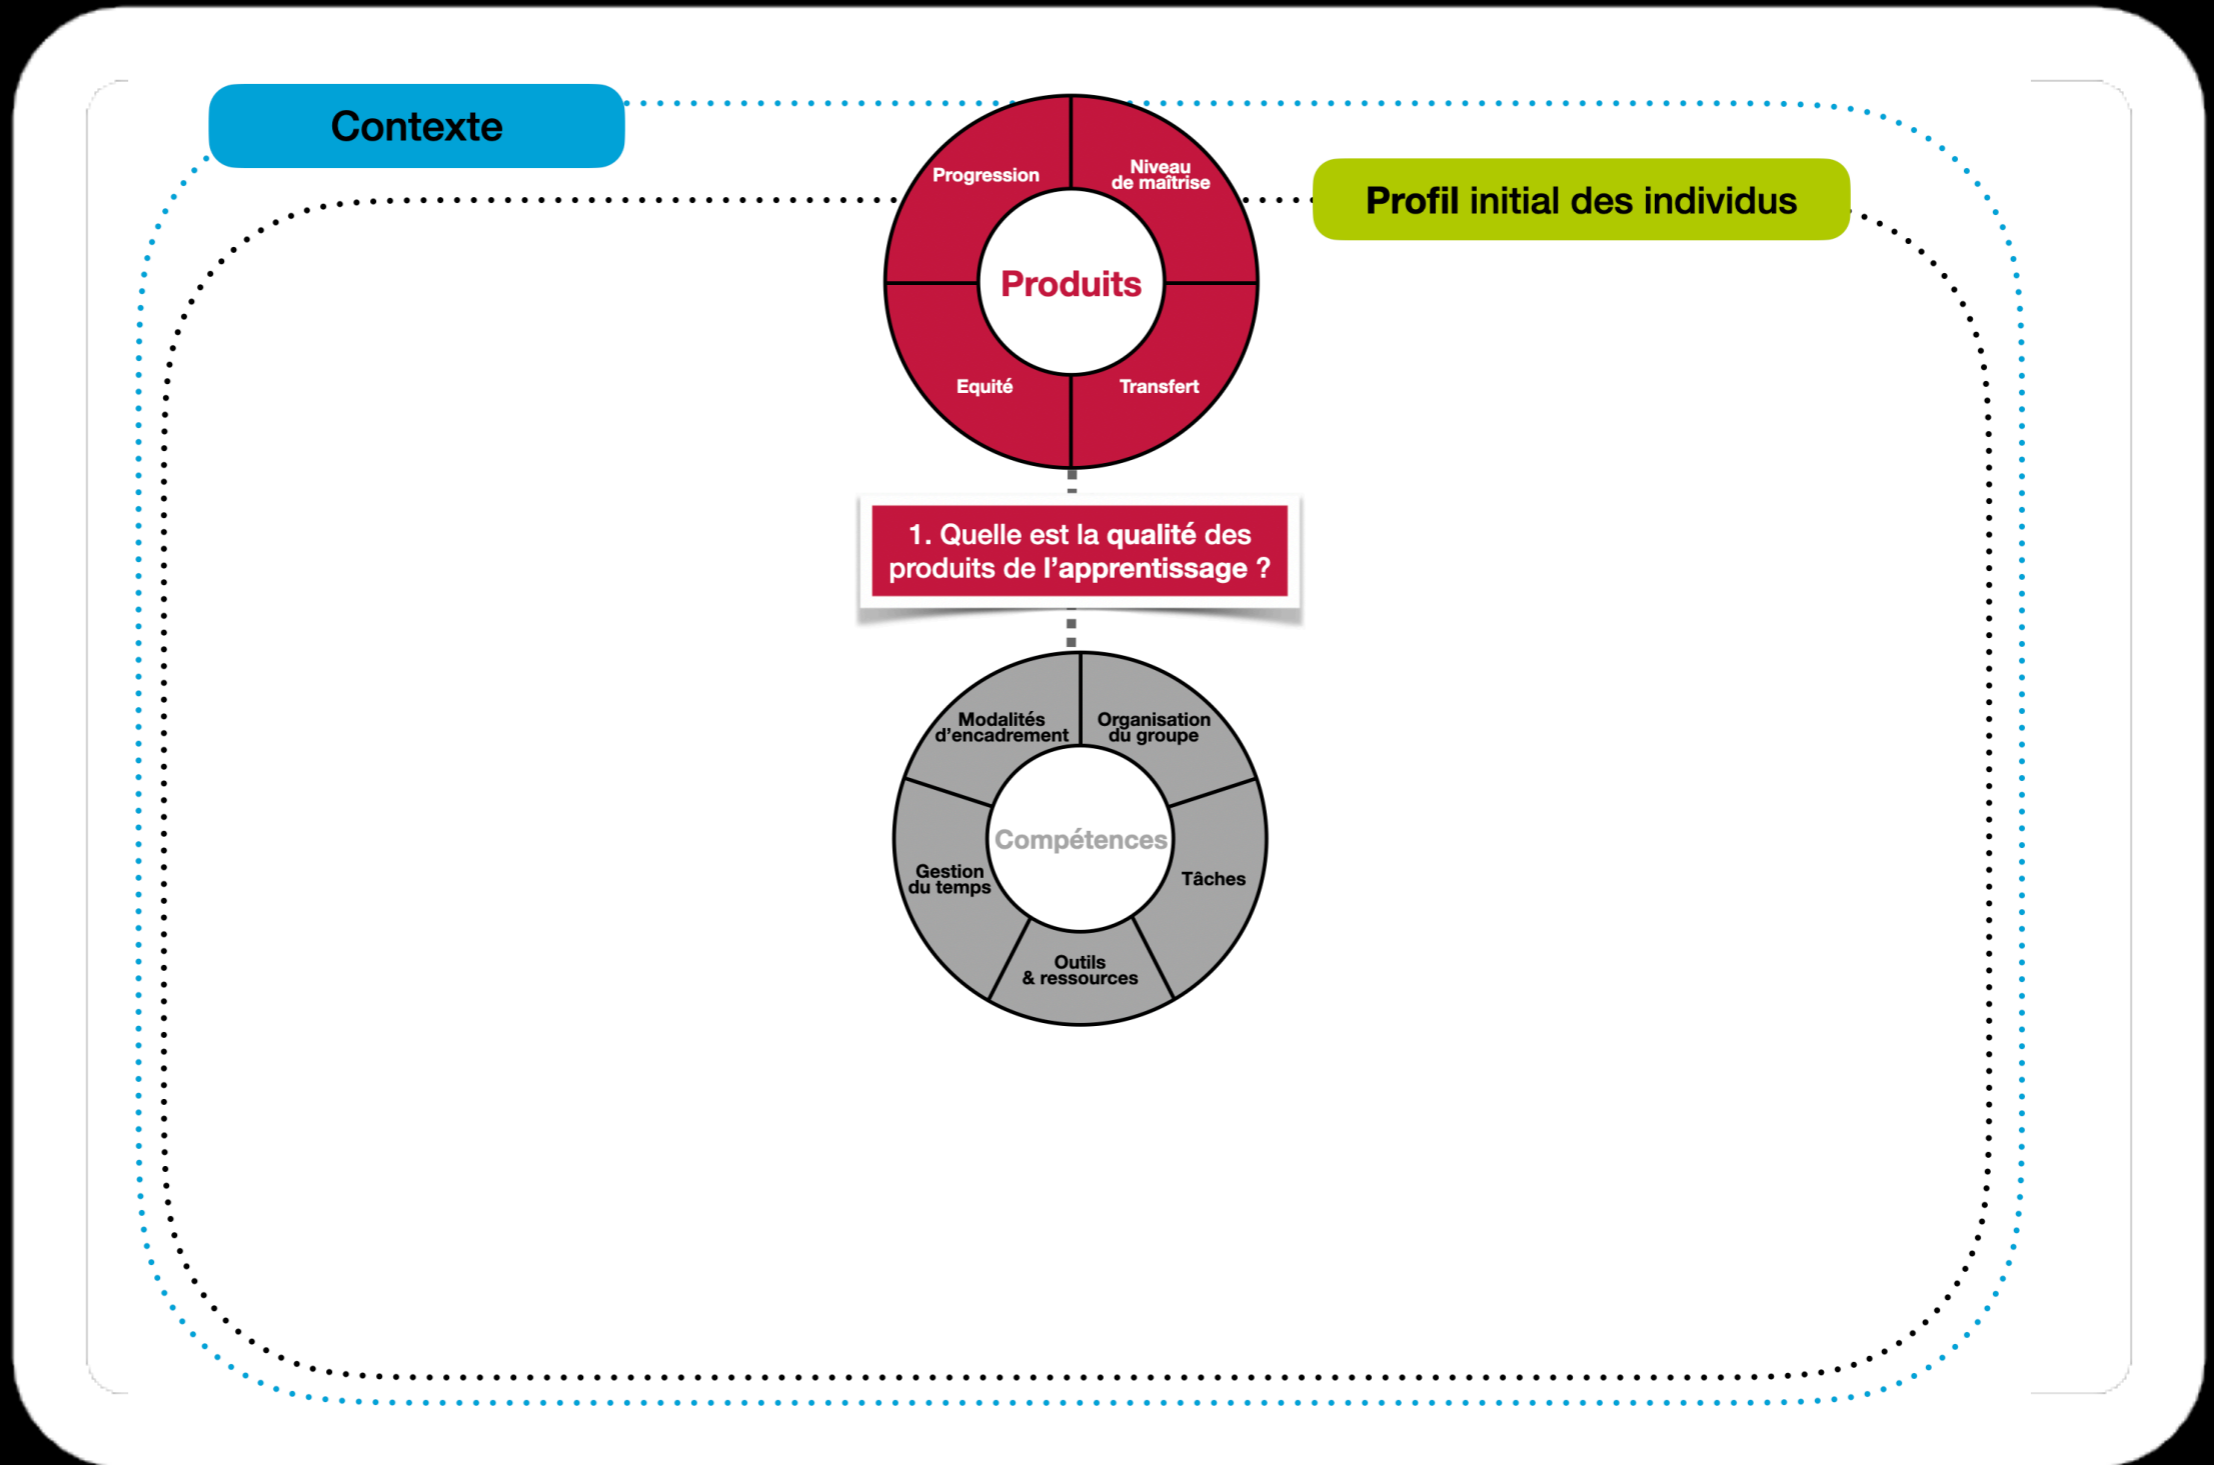 Contexte
Progression
Niveau
de maîtrise
Profil initial des individus
Produits
Equité
Transfert
1. Quelle est la qualité des
produits de l’apprentissage ?
Modalités
d’encadrement
Organisation
du groupe
Compétences
Gestion
du temps
Tâches
Outils
& ressources